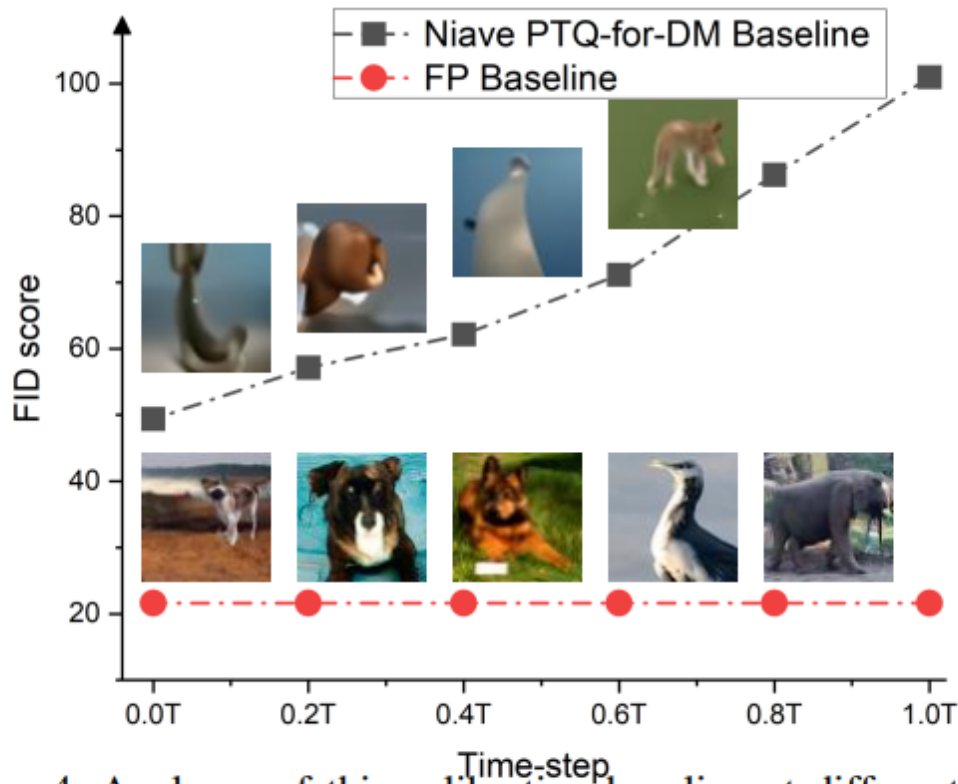 Niave PTQ-for-DM Baseline
FP Baseline
100
80
60
40
20
FID score
0.0T 0.2T 0.4T 0.6T 0.8T 1.0T
Time-step